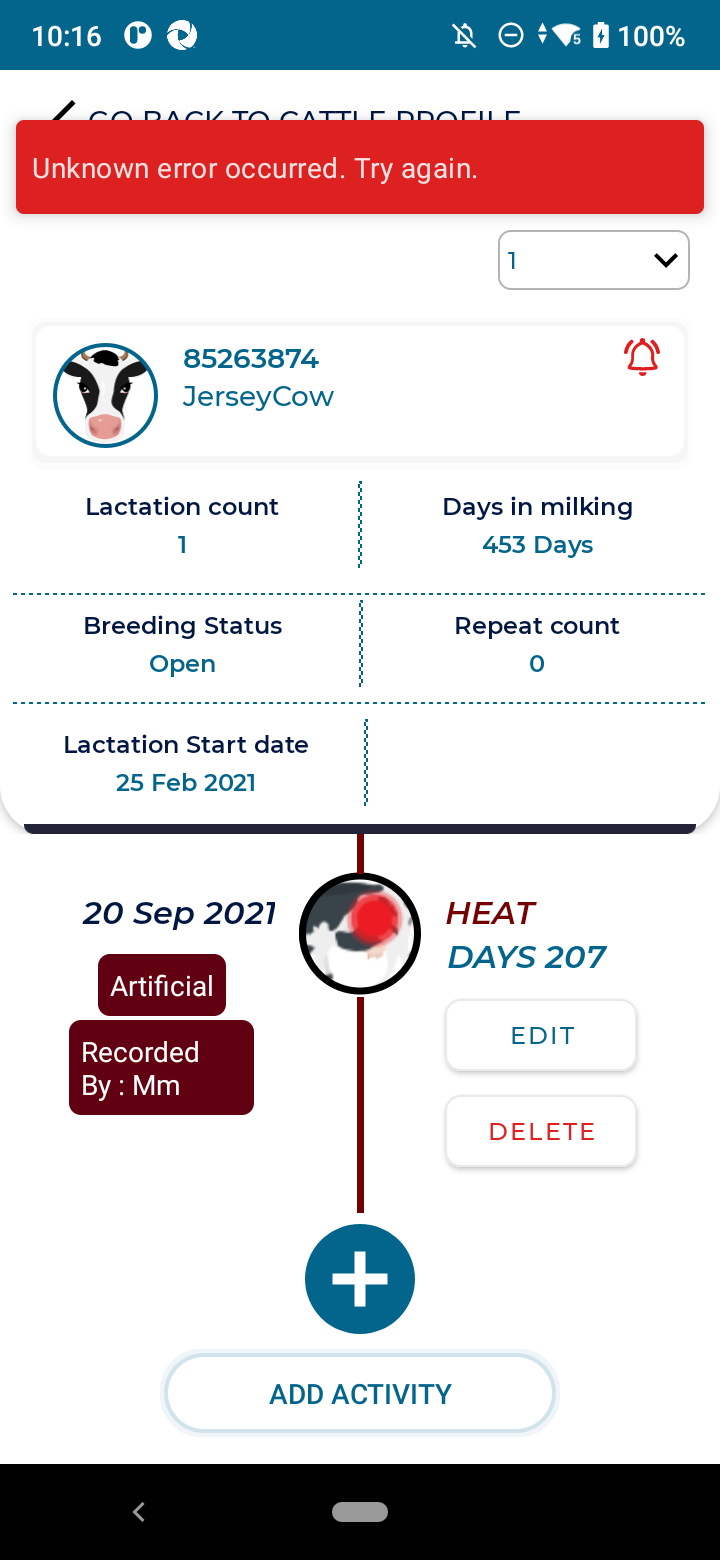 10:16
5
100%
GO BACK TO CATTLE PROFILE
Unknown error occurred. Try again.
1
85263874
JerseyCow
Lactation count
1
Days in milking
453 Days
Breeding Status
Open
Repeat count
0
Lactation Start date
25 Feb 2021
20 Sep 2021
HEAT
DAYS 207
Artificial
Recorded
By : Mm
EDIT
DELETE
ADD ACTIVITY